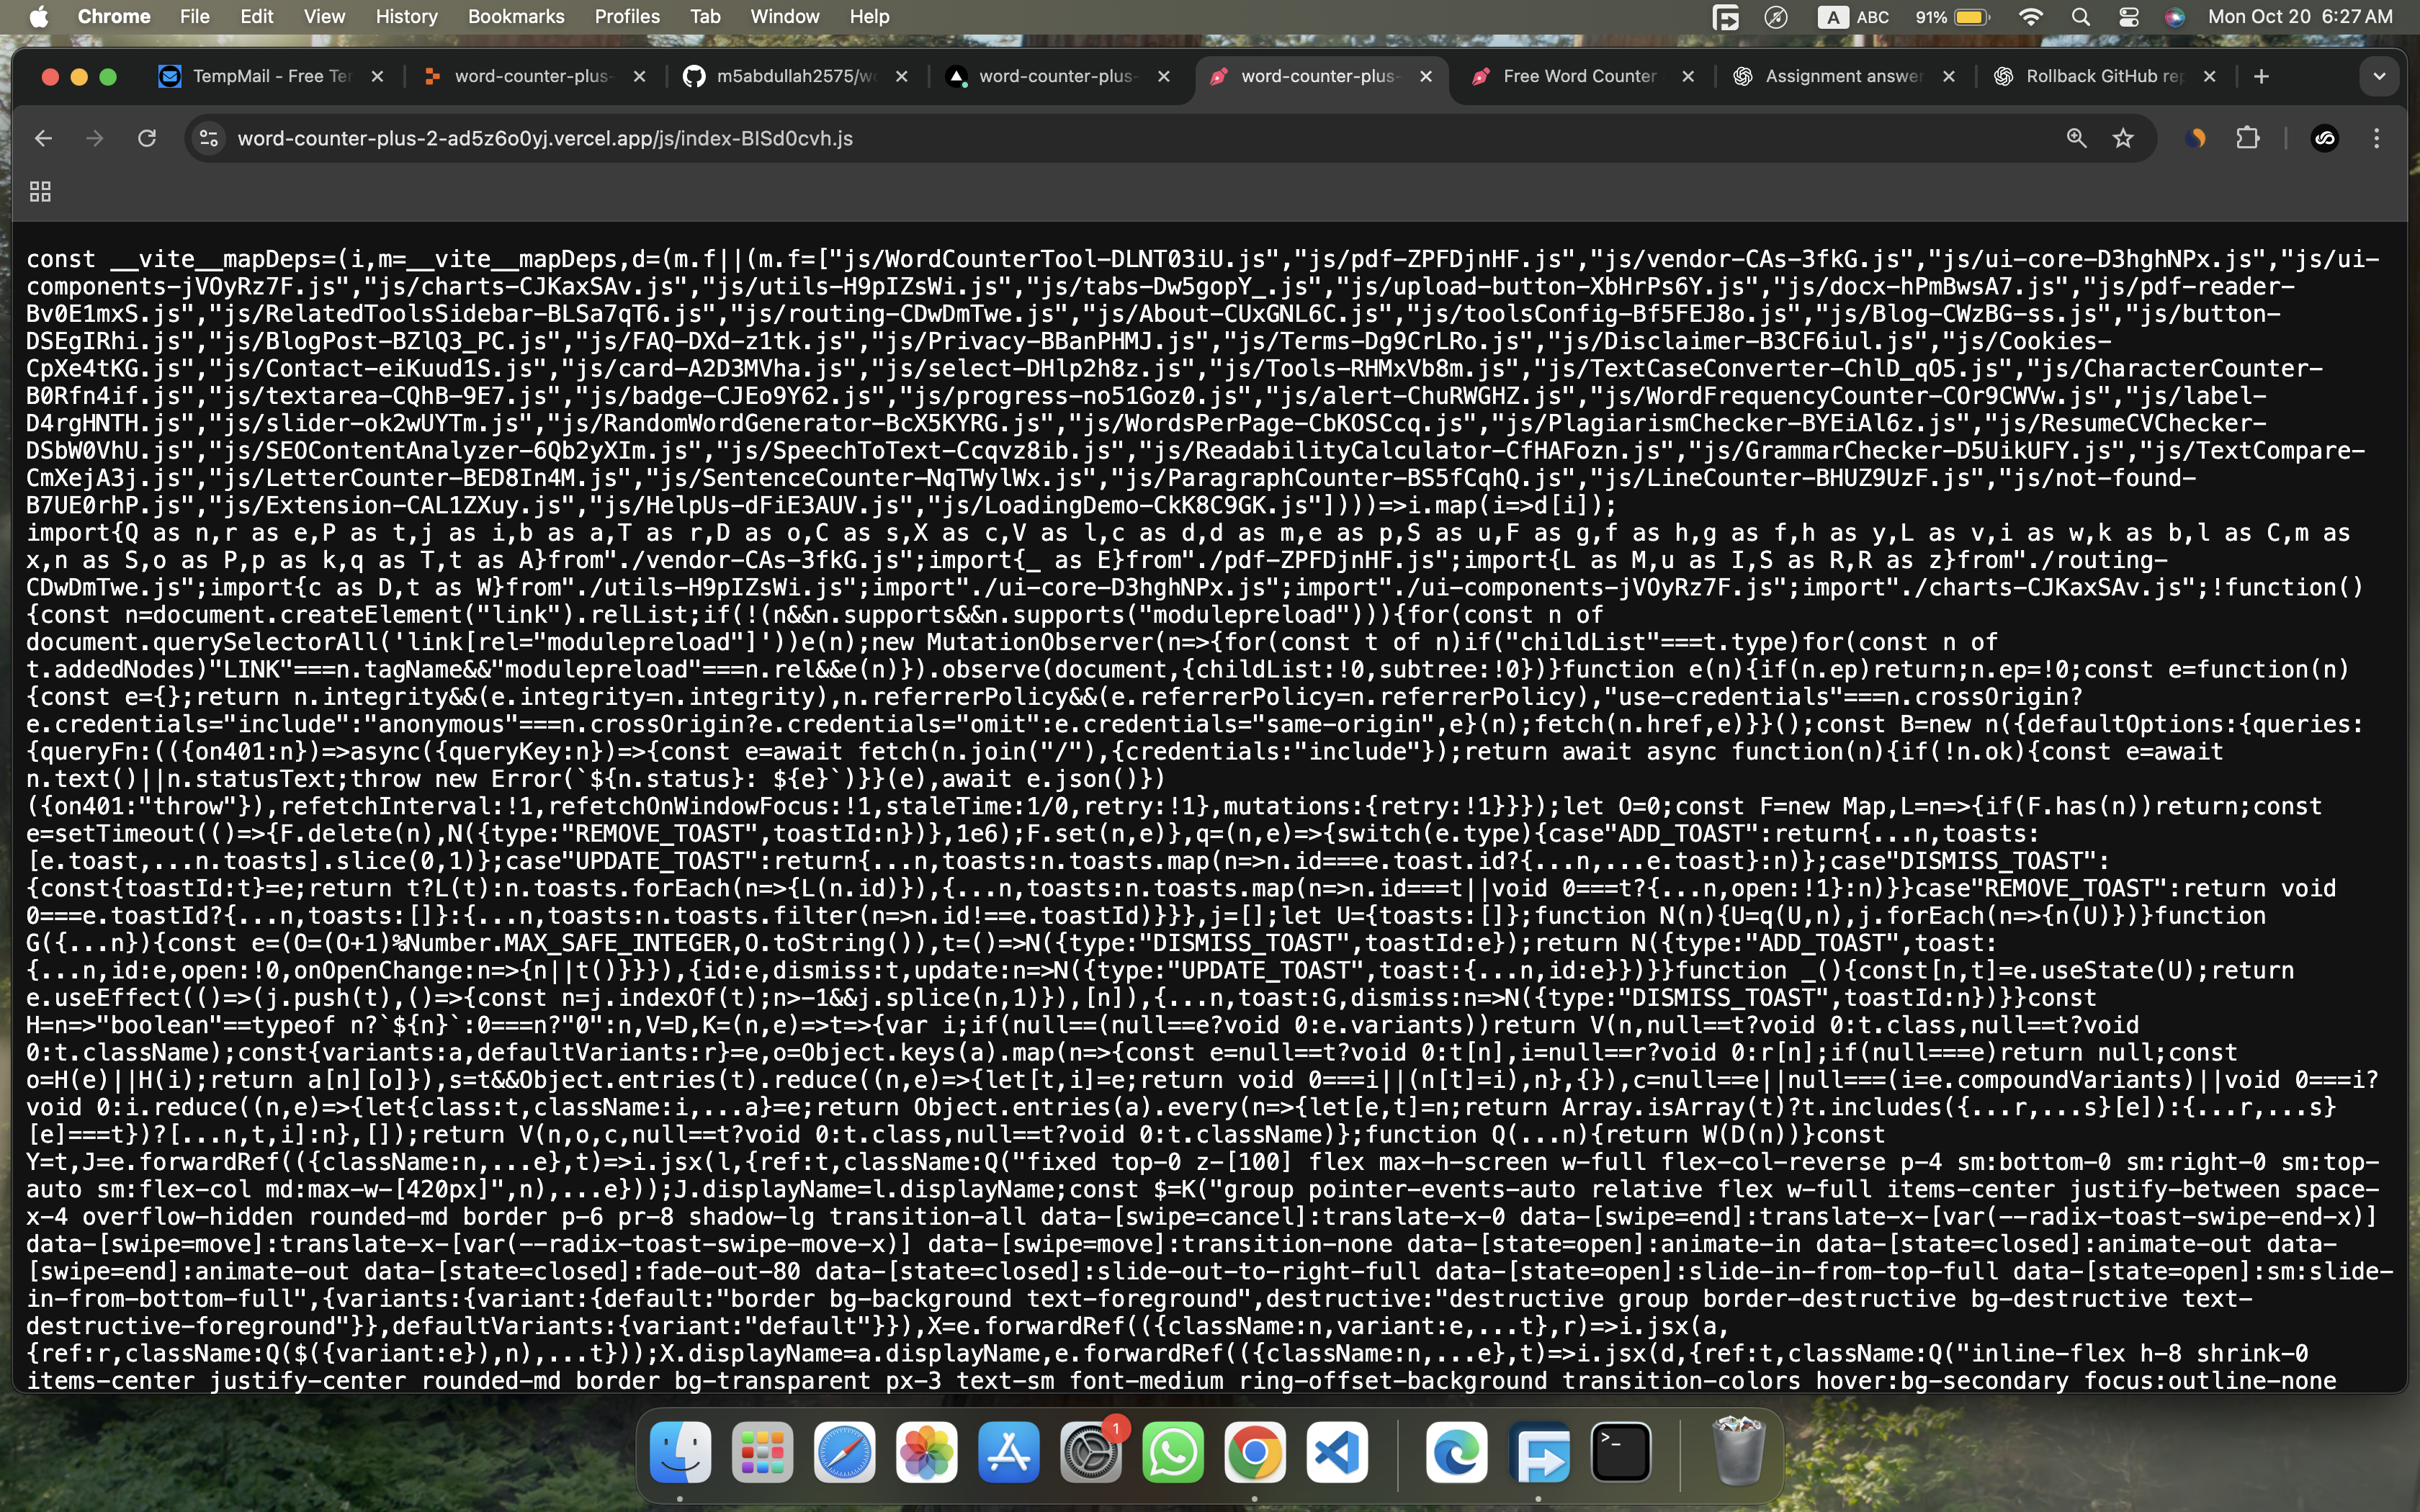 Chrome File Edit View History Bookmarks Profiles Tab Window Help A ABC 91% Mon Oct 20 6:27 AM
TempMail - Free Te word-counter-plus- m5abdullah2575/w word-counter-plus- word-counter-plus- Free Word Counter Assignment answe Rollback GitHub re
word-counter-plus-2-ad5z6o0yj.vercel.app/js/index-BISd0cvh.js
const __vite__mapDeps=(i,m=__vite__mapDeps,d=(m.f||(m.f=["js/WordCounterTool-DLNT03iU.js","js/pdf-ZPFDjnHF.js","js/vendor-CAs-3fkG.js","js/ui-core-D3hghNPx.js","js/ui-
components-jVOyRz7F.js","js/charts-CJKaxSAv.js","js/utils-H9pIZsWi.js","js/tabs-Dw5gopY_.js","js/upload-button-XbHrPs6Y.js","js/docx-hPmBwsA7.js","js/pdf-reader-
Bv0E1mxS.js","js/RelatedToolsSidebar-BLSa7qT6.js","js/routing-CDwDmTwe.js","js/About-CUxGNL6C.js","js/toolsConfig-Bf5FEJ8o.js","js/Blog-CWzBG-ss.js","js/button-
DSEgIRhi.js","js/BlogPost-BZlQ3_PC.js","js/FAQ-DXd-z1tk.js","js/Privacy-BBanPHMJ.js","js/Terms-Dg9CrLRo.js","js/Disclaimer-B3CF6iul.js","js/Cookies-
CpXe4tKG.js","js/Contact-eiKuud1S.js","js/card-A2D3MVha.js","js/select-DHlp2h8z.js","js/Tools-RHMxVb8m.js","js/TextCaseConverter-ChlD_qO5.js","js/CharacterCounter-
B0Rfn4if.js","js/textarea-CQhB-9E7.js","js/badge-CJEo9Y62.js","js/progress-no51Goz0.js","js/alert-ChuRWGHZ.js","js/WordFrequencyCounter-COr9CWVw.js","js/label-
D4rgHNTH.js","js/slider-ok2wUYTm.js","js/RandomWordGenerator-BcX5KYRG.js","js/WordsPerPage-CbKOSCcq.js","js/PlagiarismChecker-BYEiAl6z.js","js/ResumeCVChecker-
DSbW0VhU.js","js/SEOContentAnalyzer-6Qb2yXIm.js","js/SpeechToText-Ccqvz8ib.js","js/ReadabilityCalculator-CfHAFozn.js","js/GrammarChecker-D5UikUFY.js","js/TextCompare-
CmXejA3j.js","js/LetterCounter-BED8In4M.js","js/SentenceCounter-NqTWylWx.js","js/ParagraphCounter-BS5fCqhQ.js","js/LineCounter-BHUZ9UzF.js","js/not-found-
B7UE0rhP.js","js/Extension-CAL1ZXuy.js","js/HelpUs-dFiE3AUV.js","js/LoadingDemo-CkK8C9GK.js"])))=>i.map(i=>d[i]);
import{Q as n,r as e,P as t,j as i,b as a,T as r,D as o,C as s,X as c,V as l,c as d,d as m,e as p,S as u,F as g,f as h,g as f,h as y,L as v,i as w,k as b,l as C,m as
x,n as S,o as P,p as k,q as T,t as A}from"./vendor-CAs-3fkG.js";import{_ as E}from"./pdf-ZPFDjnHF.js";import{L as M,u as I,S as R,R as z}from"./routing-
CDwDmTwe.js";import{c as D,t as W}from"./utils-H9pIZsWi.js";import"./ui-core-D3hghNPx.js";import"./ui-components-jVOyRz7F.js";import"./charts-CJKaxSAv.js";!function()
{const n=document.createElement("link").relList;if(!(n&&n.supports&&n.supports("modulepreload"))){for(const n of
document.querySelectorAll('link[rel="modulepreload"]'))e(n);new MutationObserver(n=>{for(const t of n)if("childList"===t.type)for(const n of
t.addedNodes)"LINK"===n.tagName&&"modulepreload"===n.rel&&e(n)}).observe(document,{childList:!0,subtree:!0})}function e(n){if(n.ep)return;n.ep=!0;const e=function(n)
{const e={};return n.integrity&&(e.integrity=n.integrity),n.referrerPolicy&&(e.referrerPolicy=n.referrerPolicy),"use-credentials"===n.crossOrigin?
e.credentials="include":"anonymous"===n.crossOrigin?e.credentials="omit":e.credentials="same-origin",e}(n);fetch(n.href,e)}}();const B=new n({defaultOptions:{queries:
{queryFn:(({on401:n})=>async({queryKey:n})=>{const e=await fetch(n.join("/"),{credentials:"include"});return await async function(n){if(!n.ok){const e=await
n.text()||n.statusText;throw new Error(`${n.status}: ${e}`)}}(e),await e.json()})
({on401:"throw"}),refetchInterval:!1,refetchOnWindowFocus:!1,staleTime:1/0,retry:!1},mutations:{retry:!1}}});let O=0;const F=new Map,L=n=>{if(F.has(n))return;const
e=setTimeout(()=>{F.delete(n),N({type:"REMOVE_TOAST",toastId:n})},1e6);F.set(n,e)},q=(n,e)=>{switch(e.type){case"ADD_TOAST":return{...n,toasts:
[e.toast,...n.toasts].slice(0,1)};case"UPDATE_TOAST":return{...n,toasts:n.toasts.map(n=>n.id===e.toast.id?{...n,...e.toast}:n)};case"DISMISS_TOAST":
{const{toastId:t}=e;return t?L(t):n.toasts.forEach(n=>{L(n.id)}),{...n,toasts:n.toasts.map(n=>n.id===t||void 0===t?{...n,open:!1}:n)}}case"REMOVE_TOAST":return void
0===e.toastId?{...n,toasts:[]}:{...n,toasts:n.toasts.filter(n=>n.id!==e.toastId)}}},j=[];let U={toasts:[]};function N(n){U=q(U,n),j.forEach(n=>{n(U)})}function
G({...n}){const e=(O=(O+1)%Number.MAX_SAFE_INTEGER,O.toString()),t=()=>N({type:"DISMISS_TOAST",toastId:e});return N({type:"ADD_TOAST",toast:
{...n,id:e,open:!0,onOpenChange:n=>{n||t()}}}),{id:e,dismiss:t,update:n=>N({type:"UPDATE_TOAST",toast:{...n,id:e}})}}function _(){const[n,t]=e.useState(U);return
e.useEffect(()=>(j.push(t),()=>{const n=j.indexOf(t);n>-1&&j.splice(n,1)}),[n]),{...n,toast:G,dismiss:n=>N({type:"DISMISS_TOAST",toastId:n})}}const
H=n=>"boolean"==typeof n?`${n}`:0===n?"0":n,V=D,K=(n,e)=>t=>{var i;if(null==(null==e?void 0:e.variants))return V(n,null==t?void 0:t.class,null==t?void
0:t.className);const{variants:a,defaultVariants:r}=e,o=Object.keys(a).map(n=>{const e=null==t?void 0:t[n],i=null==r?void 0:r[n];if(null===e)return null;const
o=H(e)||H(i);return a[n][o]}),s=t&&Object.entries(t).reduce((n,e)=>{let[t,i]=e;return void 0===i||(n[t]=i),n},{}),c=null==e||null===(i=e.compoundVariants)||void 0===i?
void 0:i.reduce((n,e)=>{let{class:t,className:i,...a}=e;return Object.entries(a).every(n=>{let[e,t]=n;return Array.isArray(t)?t.includes({...r,...s}[e]):{...r,...s}
[e]===t})?[...n,t,i]:n},[]);return V(n,o,c,null==t?void 0:t.class,null==t?void 0:t.className)};function Q(...n){return W(D(n))}const
Y=t,J=e.forwardRef(({className:n,...e},t)=>i.jsx(l,{ref:t,className:Q("fixed top-0 z-[100] flex max-h-screen w-full flex-col-reverse p-4 sm:bottom-0 sm:right-0 sm:top-
auto sm:flex-col md:max-w-[420px]",n),...e}));J.displayName=l.displayName;const $=K("group pointer-events-auto relative flex w-full items-center justify-between space-
x-4 overflow-hidden rounded-md border p-6 pr-8 shadow-lg transition-all data-[swipe=cancel]:translate-x-0 data-[swipe=end]:translate-x-[var(--radix-toast-swipe-end-x)]
data-[swipe=move]:translate-x-[var(--radix-toast-swipe-move-x)] data-[swipe=move]:transition-none data-[state=open]:animate-in data-[state=closed]:animate-out data-
[swipe=end]:animate-out data-[state=closed]:fade-out-80 data-[state=closed]:slide-out-to-right-full data-[state=open]:slide-in-from-top-full data-[state=open]:sm:slide-
in-from-bottom-full",{variants:{variant:{default:"border bg-background text-foreground",destructive:"destructive group border-destructive bg-destructive text-
destructive-foreground"}},defaultVariants:{variant:"default"}}),X=e.forwardRef(({className:n,variant:e,...t},r)=>i.jsx(a,
{ref:r,className:Q($({variant:e}),n),...t}));X.displayName=a.displayName,e.forwardRef(({className:n,...e},t)=>i.jsx(d,{ref:t,className:Q("inline-flex h-8 shrink-0
items-center justify-center rounded-md border bg-transparent px-3 text-sm font-medium ring-offset-background transition-colors hover:bg-secondary focus:outline-none
1